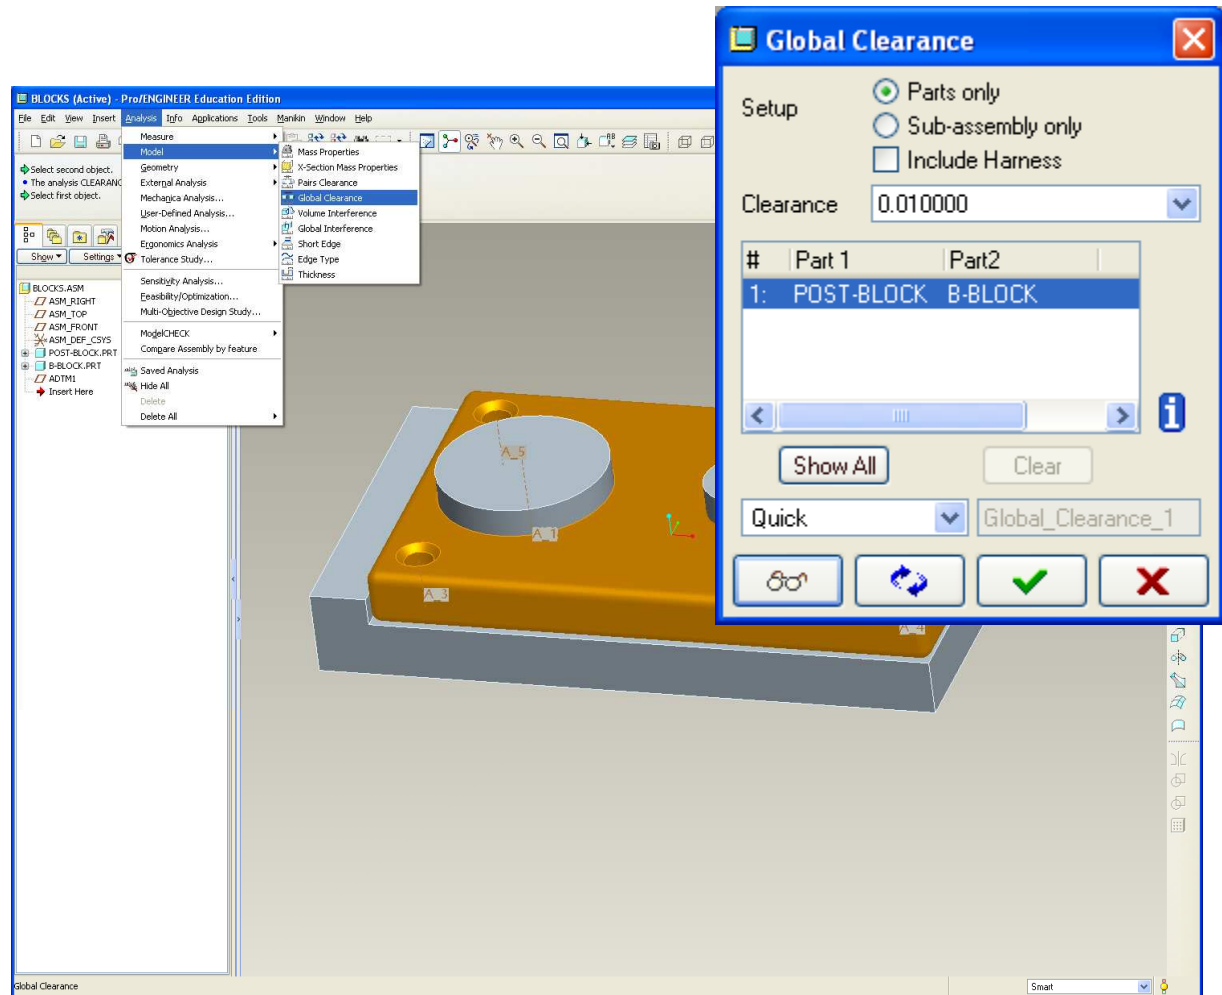 Global Clearance
Setup
Parts only
Sub-assembly only
Include Harness
Clearance 0.010000
# Part 1 Part2
1: POST-BLOCK B-BLOCK
Show All Clear
Quick Global_Clearance_1
BLOCKS (Active) - Pro/ENGINEER Education Edition
File Edit View Insert Analysis Info Applications Tools Manikin Window Help
Select second object.
The analysis CLEARANC
Select first object.
Show Settings
BLOCKS.ASM
ASM_RIGHT
ASM_TOP
ASM_FRONT
ASM_DEF_CSYS
POST-BLOCK.PRT
B-BLOCK.PRT
ADTM1
Insert Here
Measure
Model
Geometry
External Analysis
Mechanica Analysis...
User-Defined Analysis...
Motion Analysis...
Ergonomics Analysis
Tolerance Study...
Sensitivity Analysis...
Feasibility/Optimization...
Multi-Objective Design Study...
ModelCHECK
Compare Assembly by feature
Saved Analysis
Hide All
Delete
Delete All
Mass Properties
X-Section Mass Properties
Pairs Clearance
Global Clearance
Volume Interference
Global Interference
Short Edge
Edge Type
Thickness
A_5
A_1
A_3
A_4
Global Clearance
Smart